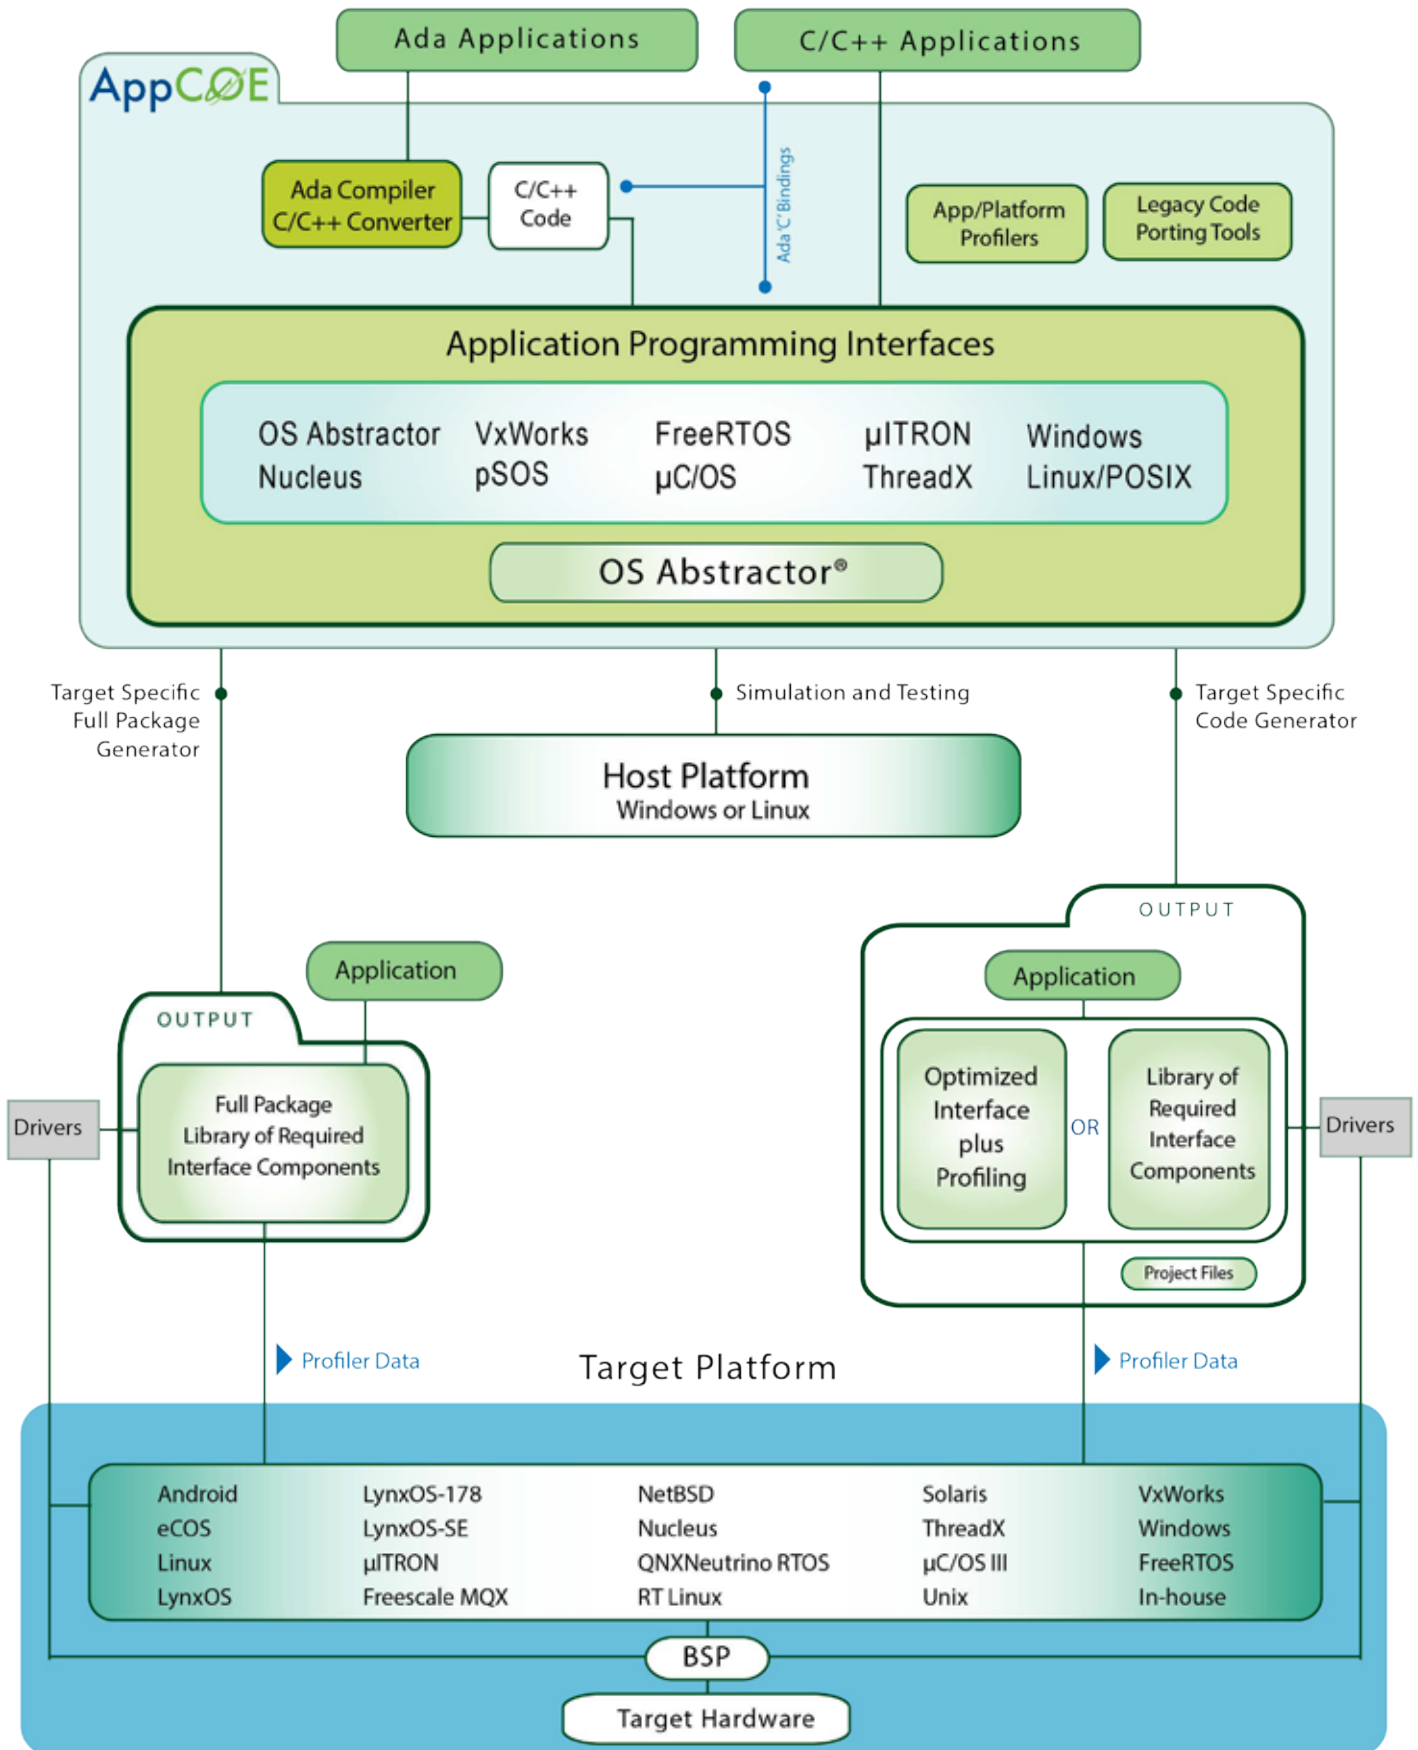 Ada Applications
C/C++ Applications
AppCOE
Ada Compiler
C/C++ Converter
C/C++
Code
Ada 'C' Bindings
App/Platform
Profilers
Legacy Code
Porting Tools
Application Programming Interfaces
OS Abstractor VxWorks FreeRTOS µITRON Windows
Nucleus pSOS µC/OS ThreadX Linux/POSIX
OS Abstractor®
Target Specific
Full Package
Generator
Simulation and Testing
Target Specific
Code Generator
Host Platform
Windows or Linux
OUTPUT
Application
Full Package
Library of Required
Interface Components
Drivers
OUTPUT
Application
Optimized
Interface
plus
Profiling
OR
Library of
Required
Interface
Components
Drivers
Project Files
Profiler Data
Target Platform
Profiler Data
Android LynxOS-178 NetBSD Solaris VxWorks
eCOS LynxOS-SE Nucleus ThreadX Windows
Linux µITRON QNXNeutrino RTOS µC/OS III FreeRTOS
LynxOS Freescale MQX RT Linux Unix In-house
BSP
Target Hardware